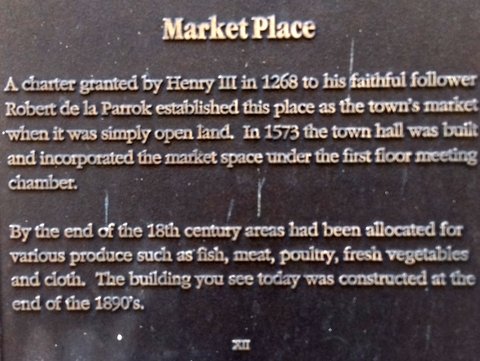 Market Place
A charter granted by Henry III in 1268 to his faithful follower
Robert de la Parrok established this place as the town's market
when it was simply open land. In 1573 the town hall was built
and incorporated the market space under the first floor meeting
chamber.
By the end of the 18th century areas had been allocated for
various produce such as fish, meat, poultry, fresh vegetables
and cloth. The building you see today was constructed at the
end of the 1890's.
XII